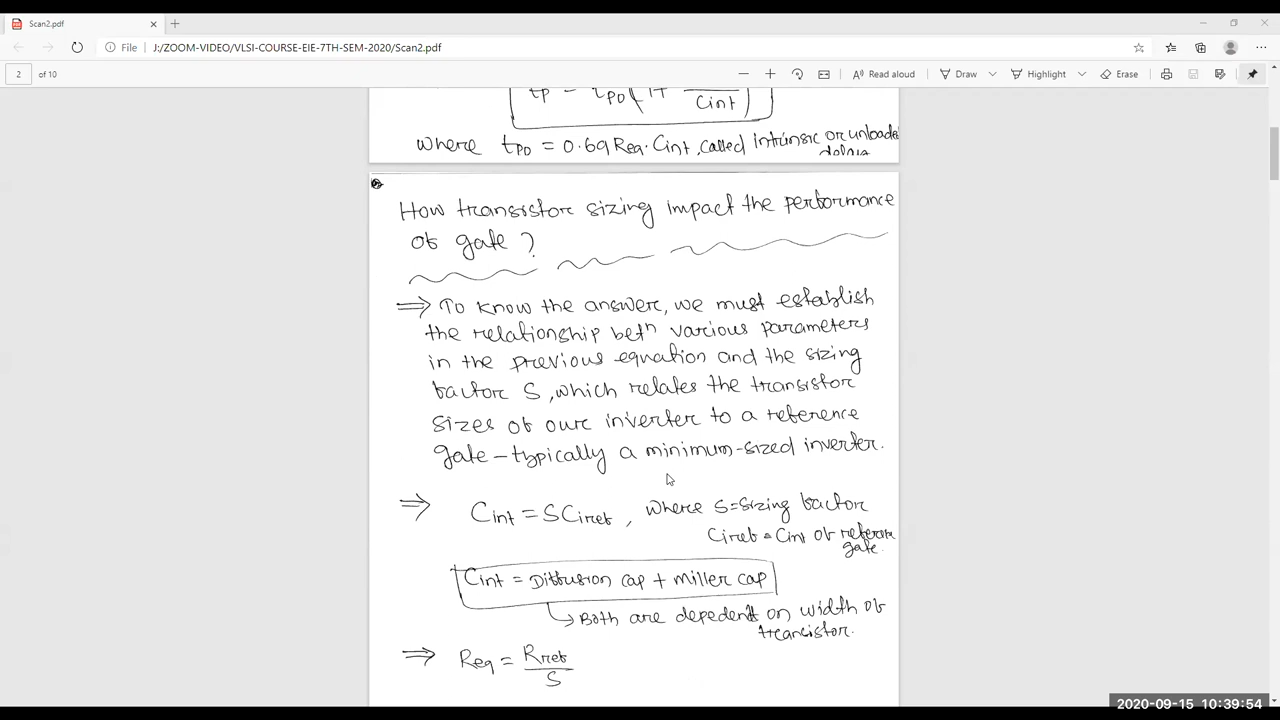 Scan2.pdf
File J:/ZOOM-VIDEO/VLSI-COURSE-EIE-7TH-SEM-2020/Scan2.pdf
2 of 10 Read aloud Draw Highlight Erase
tp = tpo(1+ Cint)
where tpo = 0.69 Req. Cint, called intrinsic or unloaded
How transistor sizing impact the performance
of gate?
⇒ To know the answer, we must establish
the relationship betn various parameters
in the previous equation and the sizing
factor S, which relates the transistor
sizes of our inverter to a reference
gate - typically a minimum-sized inverter.
⇒ Cint = SCiref, where S = sizing factor
Ciref = Cint of reference
gate.
Cint = Diffusion cap + miller cap
→ Both are depedent on width of
transistor.
⇒ Req = Rref
S
2020-09-15 10:39:54